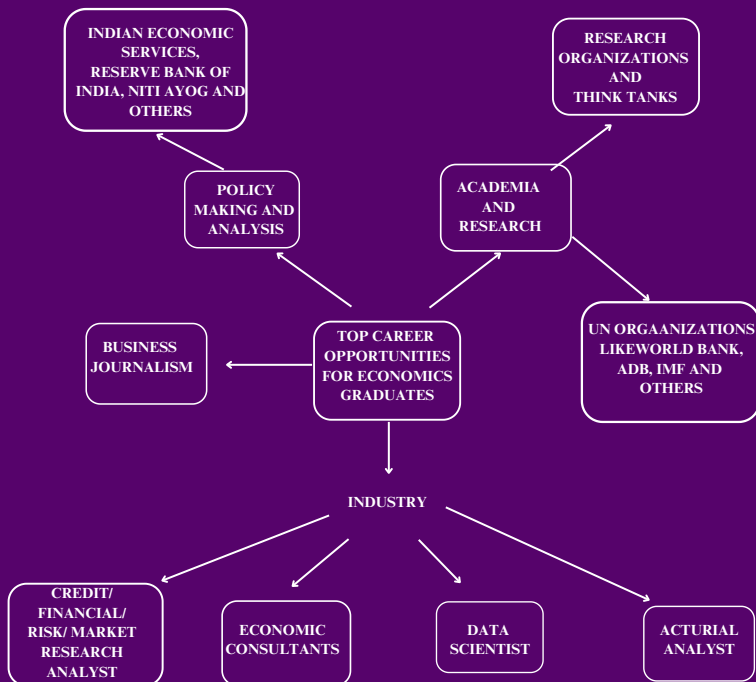 INDIAN ECONOMIC
SERVICES,
RESERVE BANK OF
INDIA, NITI AYOG AND
OTHERS
RESEARCH
ORGANIZATIONS
AND
THINK TANKS
POLICY
MAKING AND
ANALYSIS
ACADEMIA
AND
RESEARCH
BUSINESS
JOURNALISM
TOP CAREER
OPPORTUNITIES
FOR ECONOMICS
GRADUATES
UN ORGAANIZATIONS
LIKEWORLD BANK,
ADB, IMF AND
OTHERS
INDUSTRY
CREDIT/
FINANCIAL/
RISK/ MARKET
RESEARCH
ANALYST
ECONOMIC
CONSULTANTS
DATA
SCIENTIST
ACTURIAL
ANALYST